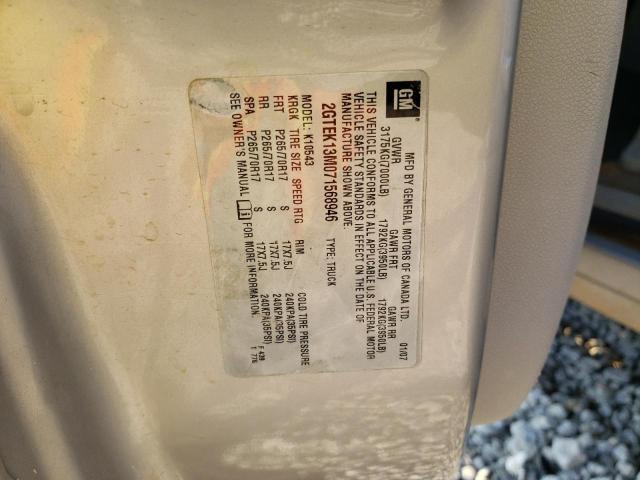 GM
MFD BY GENERAL MOTORS OF CANADA LTD. 01/07
GVWR GAWR FRT GAWR RR
3175KG(7000LB) 1792KG(3950LB) 1792KG(3950LB)
THIS VEHICLE CONFORMS TO ALL APPLICABLE U.S. FEDERAL MOTOR
VEHICLE SAFETY STANDARDS IN EFFECT ON THE DATE OF
MANUFACTURE SHOWN ABOVE.
2GTEK13M071568946 TYPE: TRUCK
MODEL: K10543
KRGK TIRE SIZE SPEED RTG RIM COLD TIRE PRESSURE
FRT P265/70R17 S 17X7.5J 240KPA(35PSI)
RR P265/70R17 S 17X7.5J 240KPA(35PSI)
SPA P265/70R17 S 17X7.5J 240KPA(35PSI)
SEE OWNER'S MANUAL FOR MORE INFORMATION. F 439
T 776